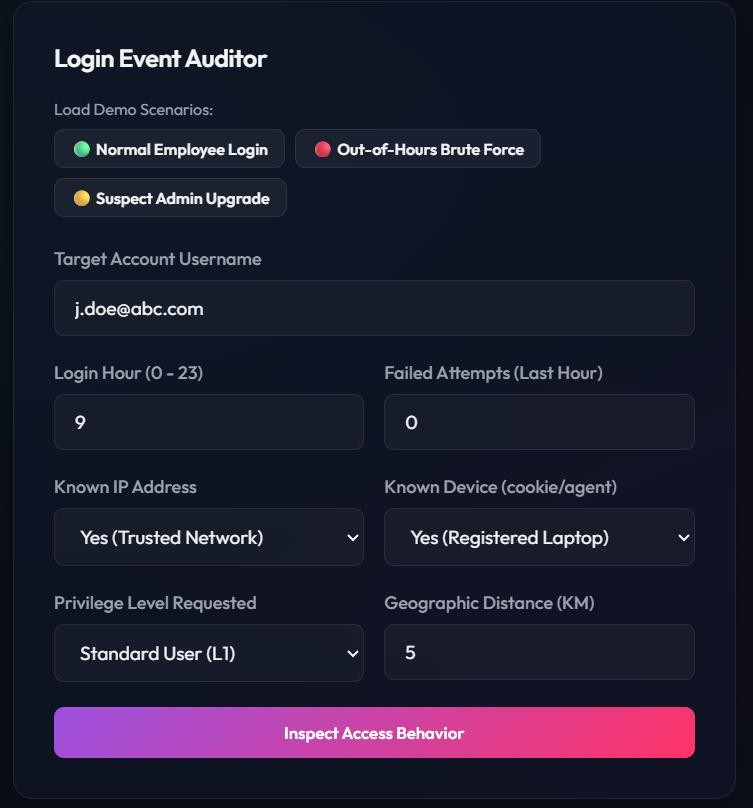 Login Event Auditor
Load Demo Scenarios:
Normal Employee Login
Out-of-Hours Brute Force
Suspect Admin Upgrade
Target Account Username
j.doe@abc.com
Login Hour (0 - 23)
Failed Attempts (Last Hour)
9
0
Known IP Address
Known Device (cookie/agent)
Yes (Trusted Network)
Yes (Registered Laptop)
Privilege Level Requested
Geographic Distance (KM)
Standard User (L1)
5
Inspect Access Behavior